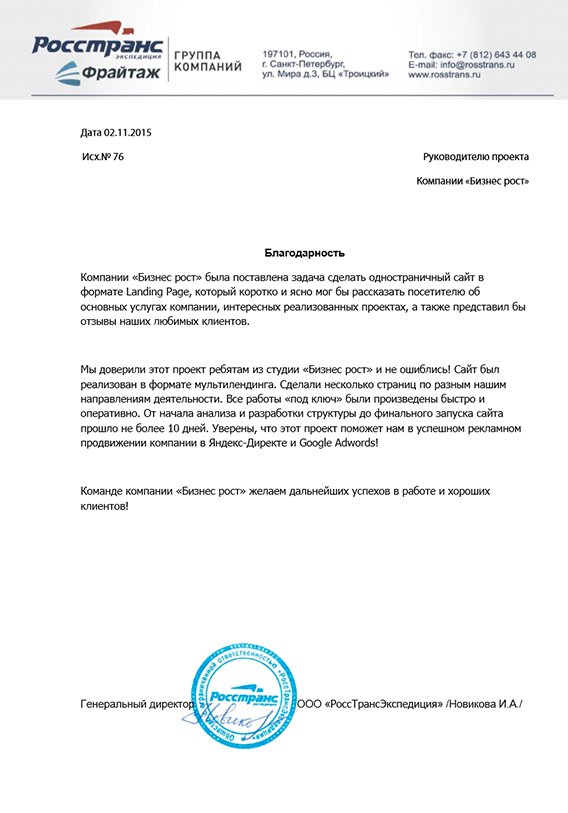 Росстранс
экспедиция
Фрайтаж
ГРУППА
КОМПАНИЙ
197101, Россия,
г. Санкт-Петербург,
ул. Мира д.3, БЦ «Троицкий»
Тел. факс: +7 (812) 643 44 08
E-mail: info@rosstrans.ru
www.rosstrans.ru
Дата 02.11.2015
Исх.№ 76
Руководителю проекта
Компании «Бизнес рост»
Благодарность
Компании «Бизнес рост» была поставлена задача сделать одностраничный сайт в
формате Landing Page, который коротко и ясно мог бы рассказать посетителю об
основных услугах компании, интересных реализованных проектах, а также представил бы
отзывы наших любимых клиентов.
Мы доверили этот проект ребятам из студии «Бизнес рост» и не ошиблись! Сайт был
реализован в формате мультилендинга. Сделали несколько страниц по разным нашим
направлениям деятельности. Все работы «под ключ» были произведены быстро и
оперативно. От начала анализа и разработки структуры до финального запуска сайта
прошло не более 10 дней. Уверены, что этот проект поможет нам в успешном рекламном
продвижении компании в Яндекс-Директе и Google Adwords!
Команде компании «Бизнес рост» желаем дальнейших успехов в работе и хороших
клиентов!
Генеральный директор ООО «РоссТрансЭкспедиция» /Новикова И.А./
Росстранс
экспедиция